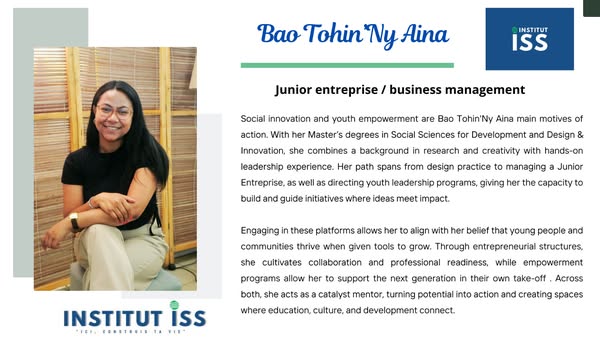 Bao Tohin'Ny Aina
INSTITUT
ISS
Junior entreprise / business management
Social innovation and youth empowerment are Bao Tohin'Ny Aina main motives of
action. With her Master's degrees in Social Sciences for Development and Design &
Innovation, she combines a background in research and creativity with hands-on
leadership experience. Her path spans from design practice to managing a Junior
Entreprise, as well as directing youth leadership programs, giving her the capacity to
build and guide initiatives where ideas meet impact.
Engaging in these platforms allows her to align with her belief that young people and
communities thrive when given tools to grow. Through entrepreneurial structures,
she cultivates collaboration and professional readiness, while empowerment
programs allow her to support the next generation in their own take-off . Across
both, she acts as a catalyst mentor, turning potential into action and creating spaces
where education, culture, and development connect.
INSTITUT ISS
"ICI, CONSTRUIS TA VIE"